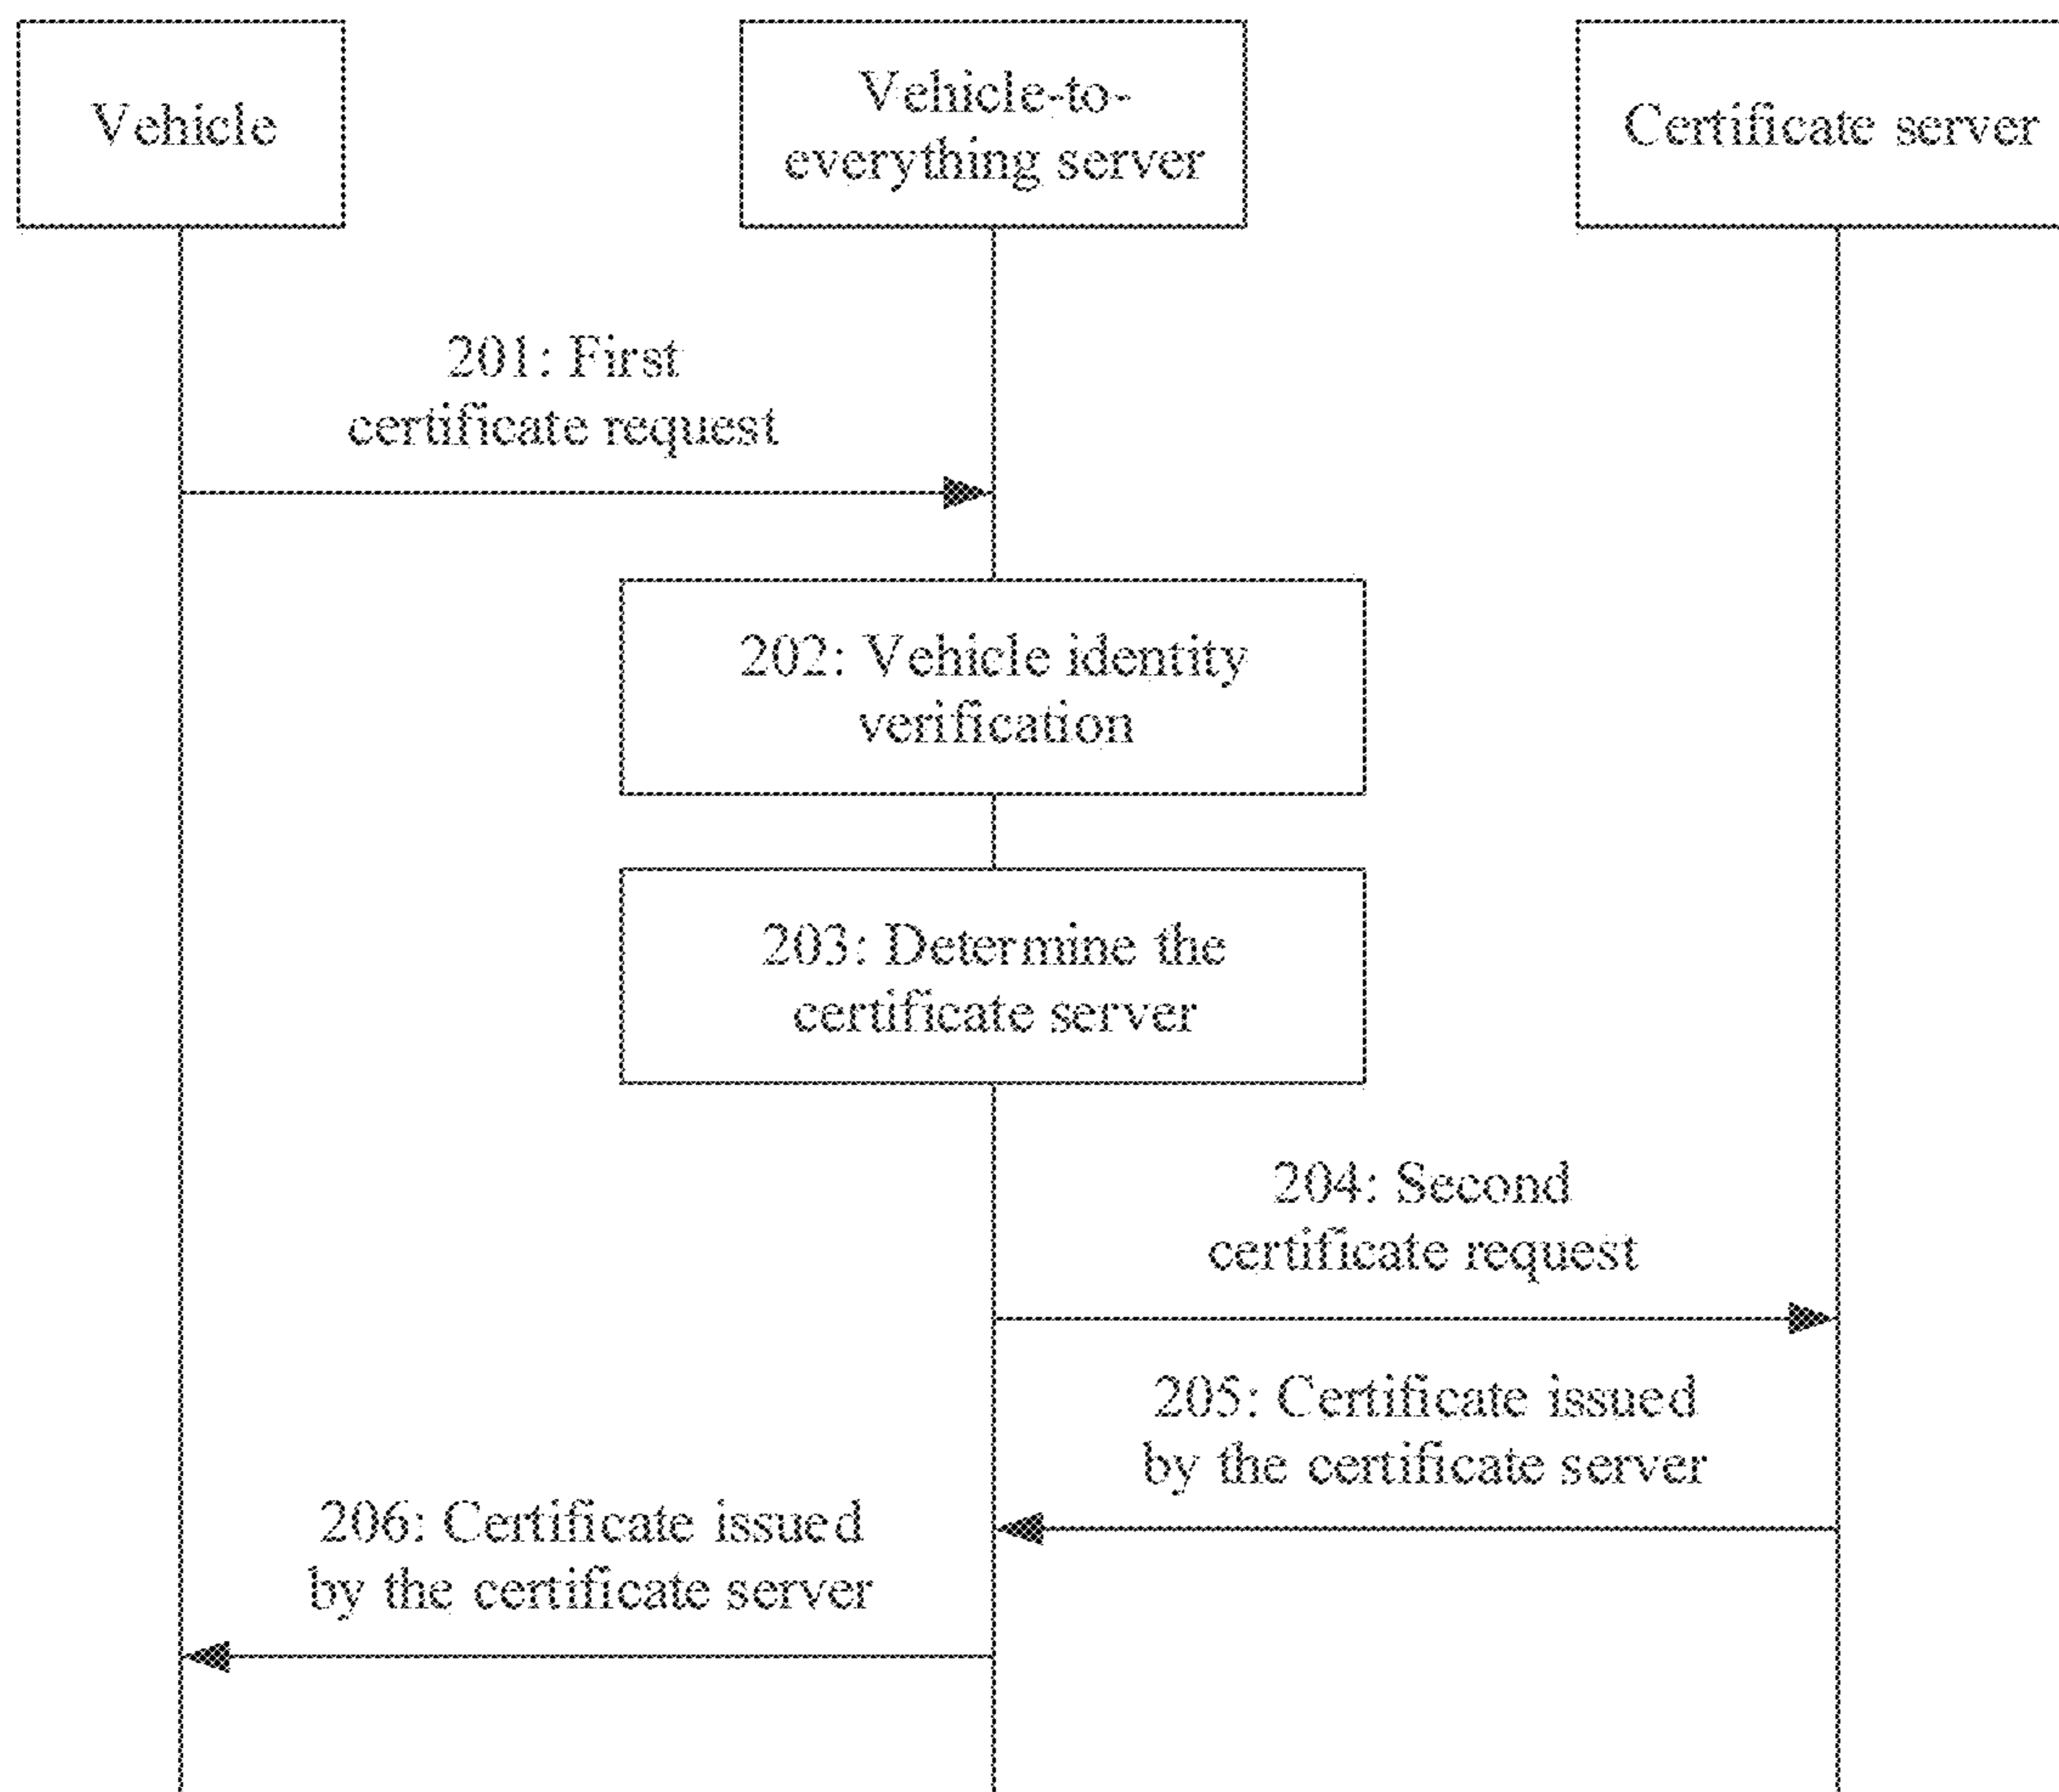 Vehicle
Vehicle-to-
everything server
Certificate server
201: First
certificate request
202: Vehicle identity
verification
203: Determine the
certificate server
204: Second
certificate request
205: Certificate issued
by the certificate server
206: Certificate issued
by the certificate server